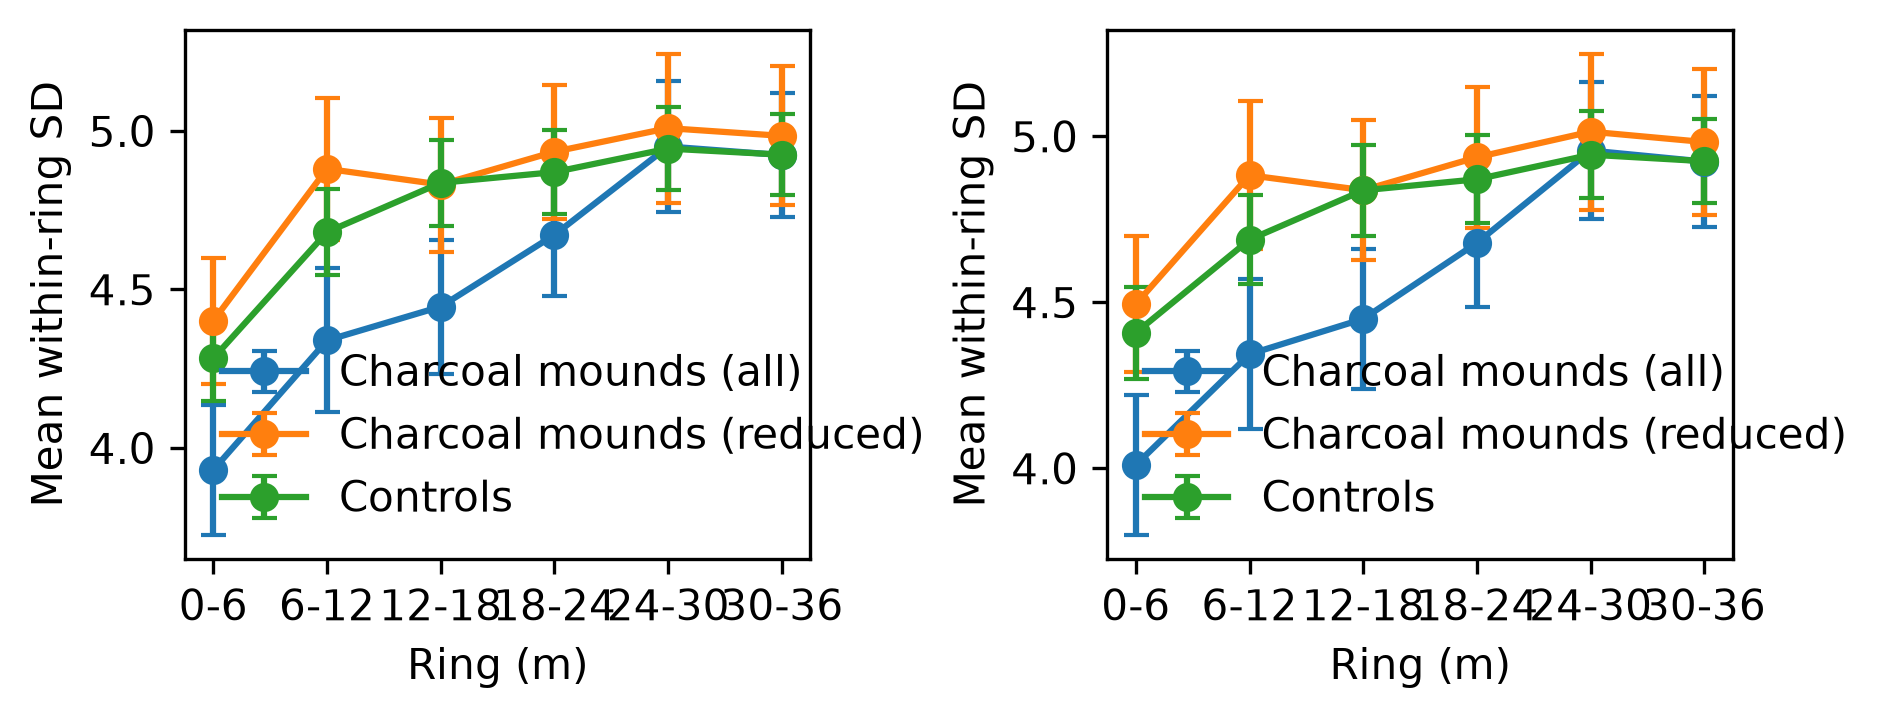 Mean within-ring SD
5.0
4.5
4.0
Charcoal mounds (all)
Charcoal mounds (reduced)
Controls
0-6 6-12 12-18 18-24 24-30 30-36
Ring (m)
Mean within-ring SD
5.0
4.5
4.0
Charcoal mounds (all)
Charcoal mounds (reduced)
Controls
0-6 6-12 12-18 18-24 24-30 30-36
Ring (m)